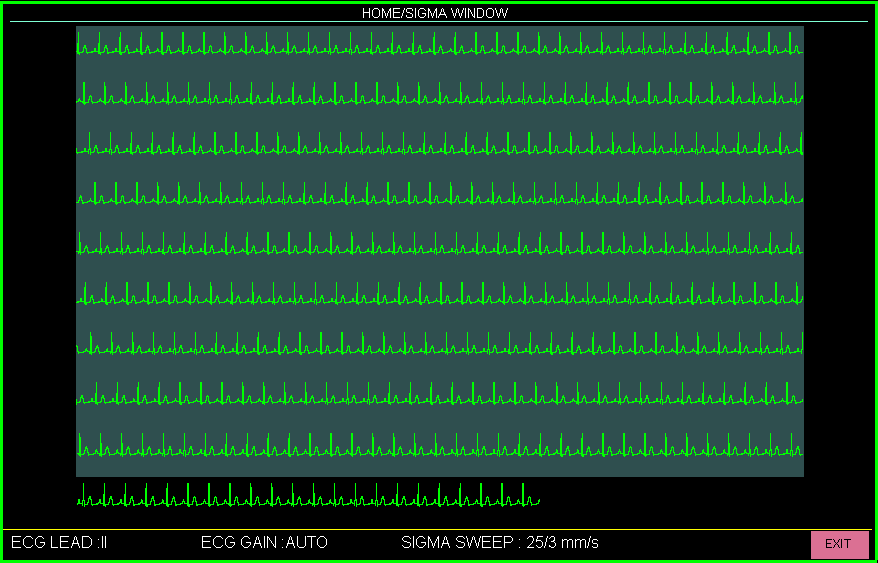 HOME/SIGMA WINDOW
ECG LEAD :II ECG GAIN :AUTO SIGMA SWEEP : 25/3 mm/s EXIT